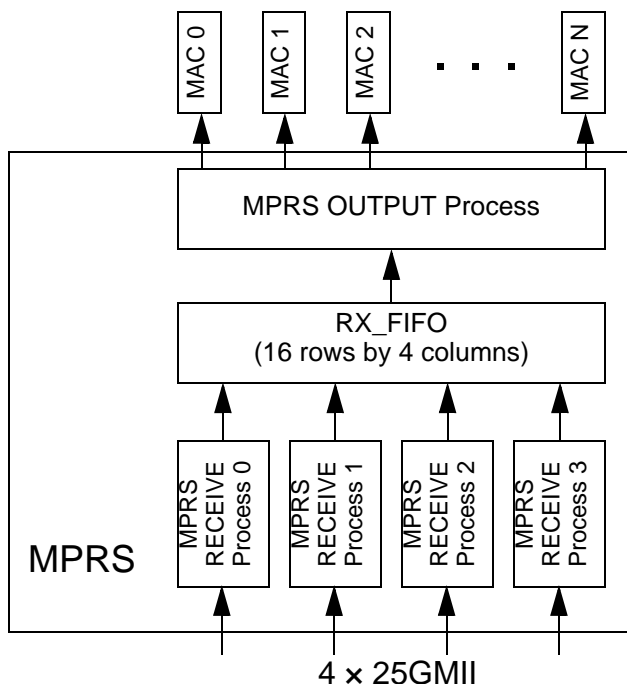 MAC 0
MAC 1
MAC 2
. . .
MAC N
MPRS OUTPUT Process
RX_FIFO
(16 rows by 4 columns)
MPRS
RECEIVE
Process 0
MPRS
RECEIVE
Process 1
MPRS
RECEIVE
Process 2
MPRS
RECEIVE
Process 3
MPRS
4 × 25GMII